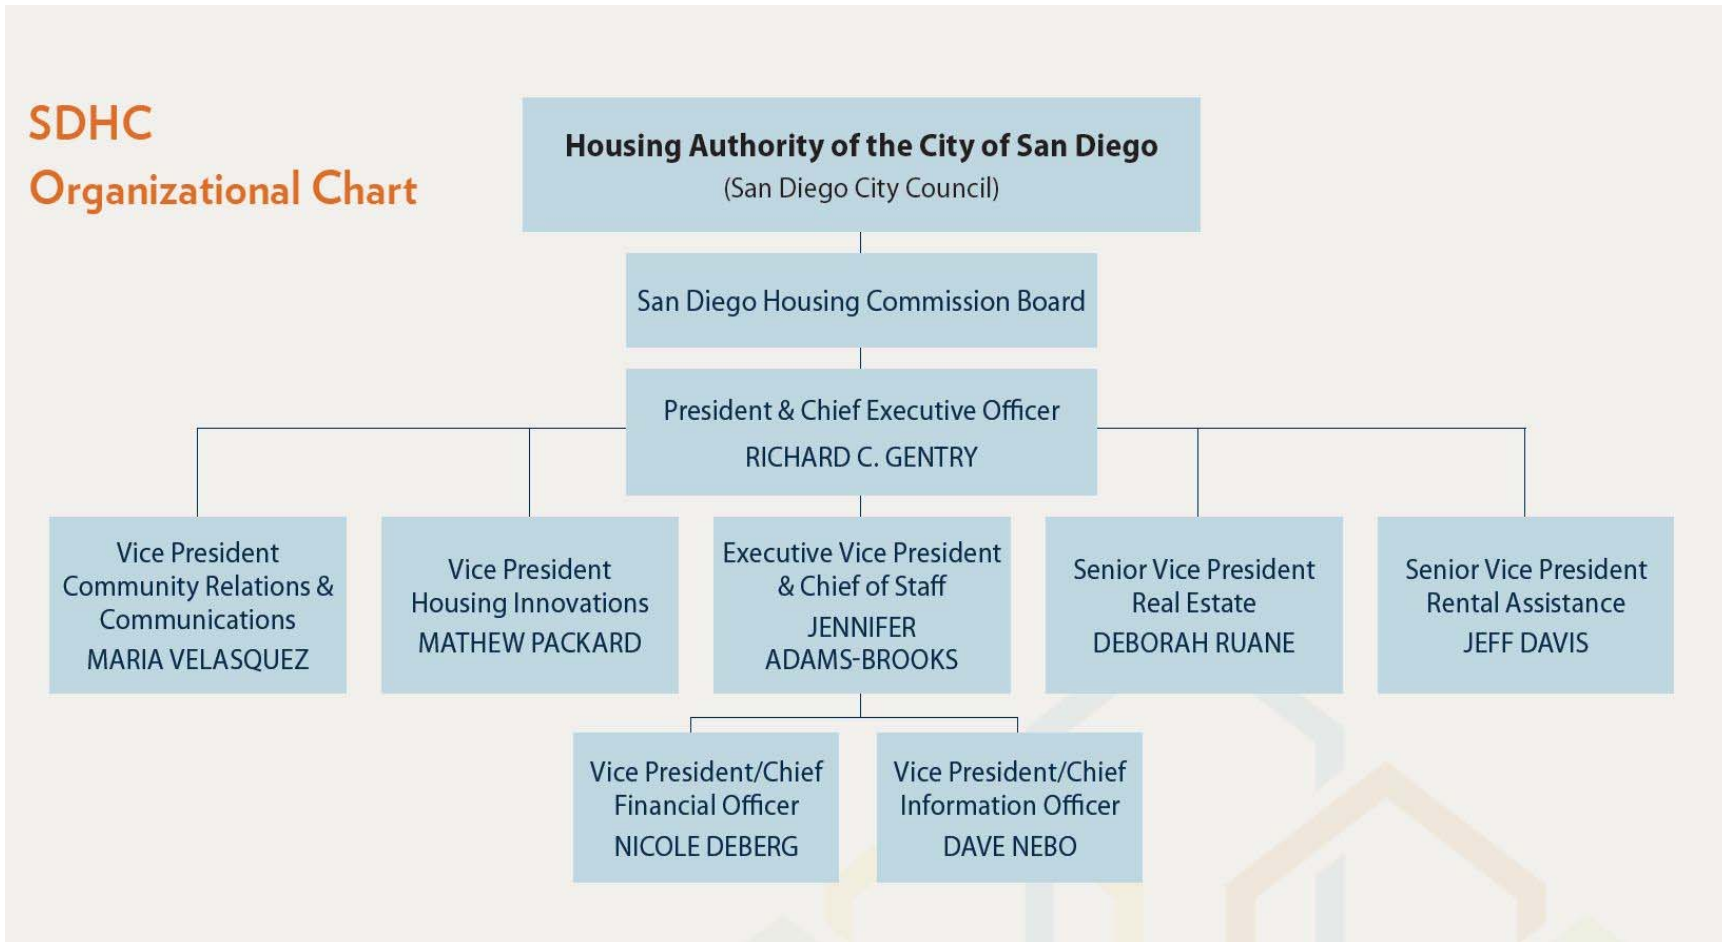 SDHC
Organizational Chart
Housing Authority of the City of San Diego
(San Diego City Council)
San Diego Housing Commission Board
President & Chief Executive Officer
RICHARD C. GENTRY
Vice President
Community Relations &
Communications
MARIA VELASQUEZ
Vice President
Housing Innovations
MATHEW PACKARD
Executive Vice President
& Chief of Staff
JENNIFER
ADAMS-BROOKS
Senior Vice President
Real Estate
DEBORAH RUANE
Senior Vice President
Rental Assistance
JEFF DAVIS
Vice President/Chief
Financial Officer
NICOLE DEBERG
Vice President/Chief
Information Officer
DAVE NEBO